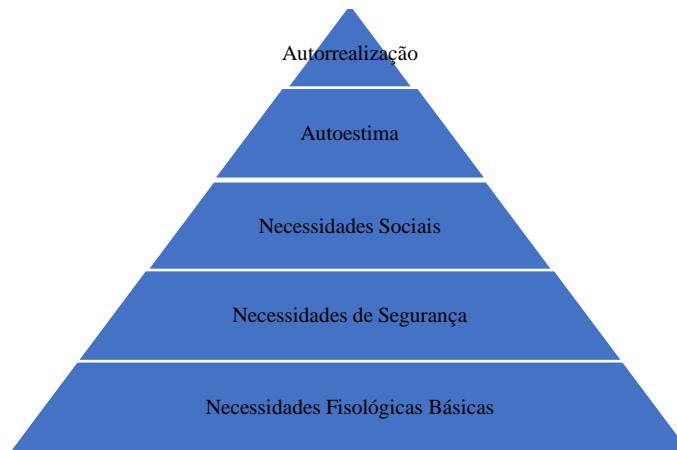 Autorrealização
Autoestima
Necessidades Sociais
Necessidades de Segurança
Necessidades Fisológicas Básicas